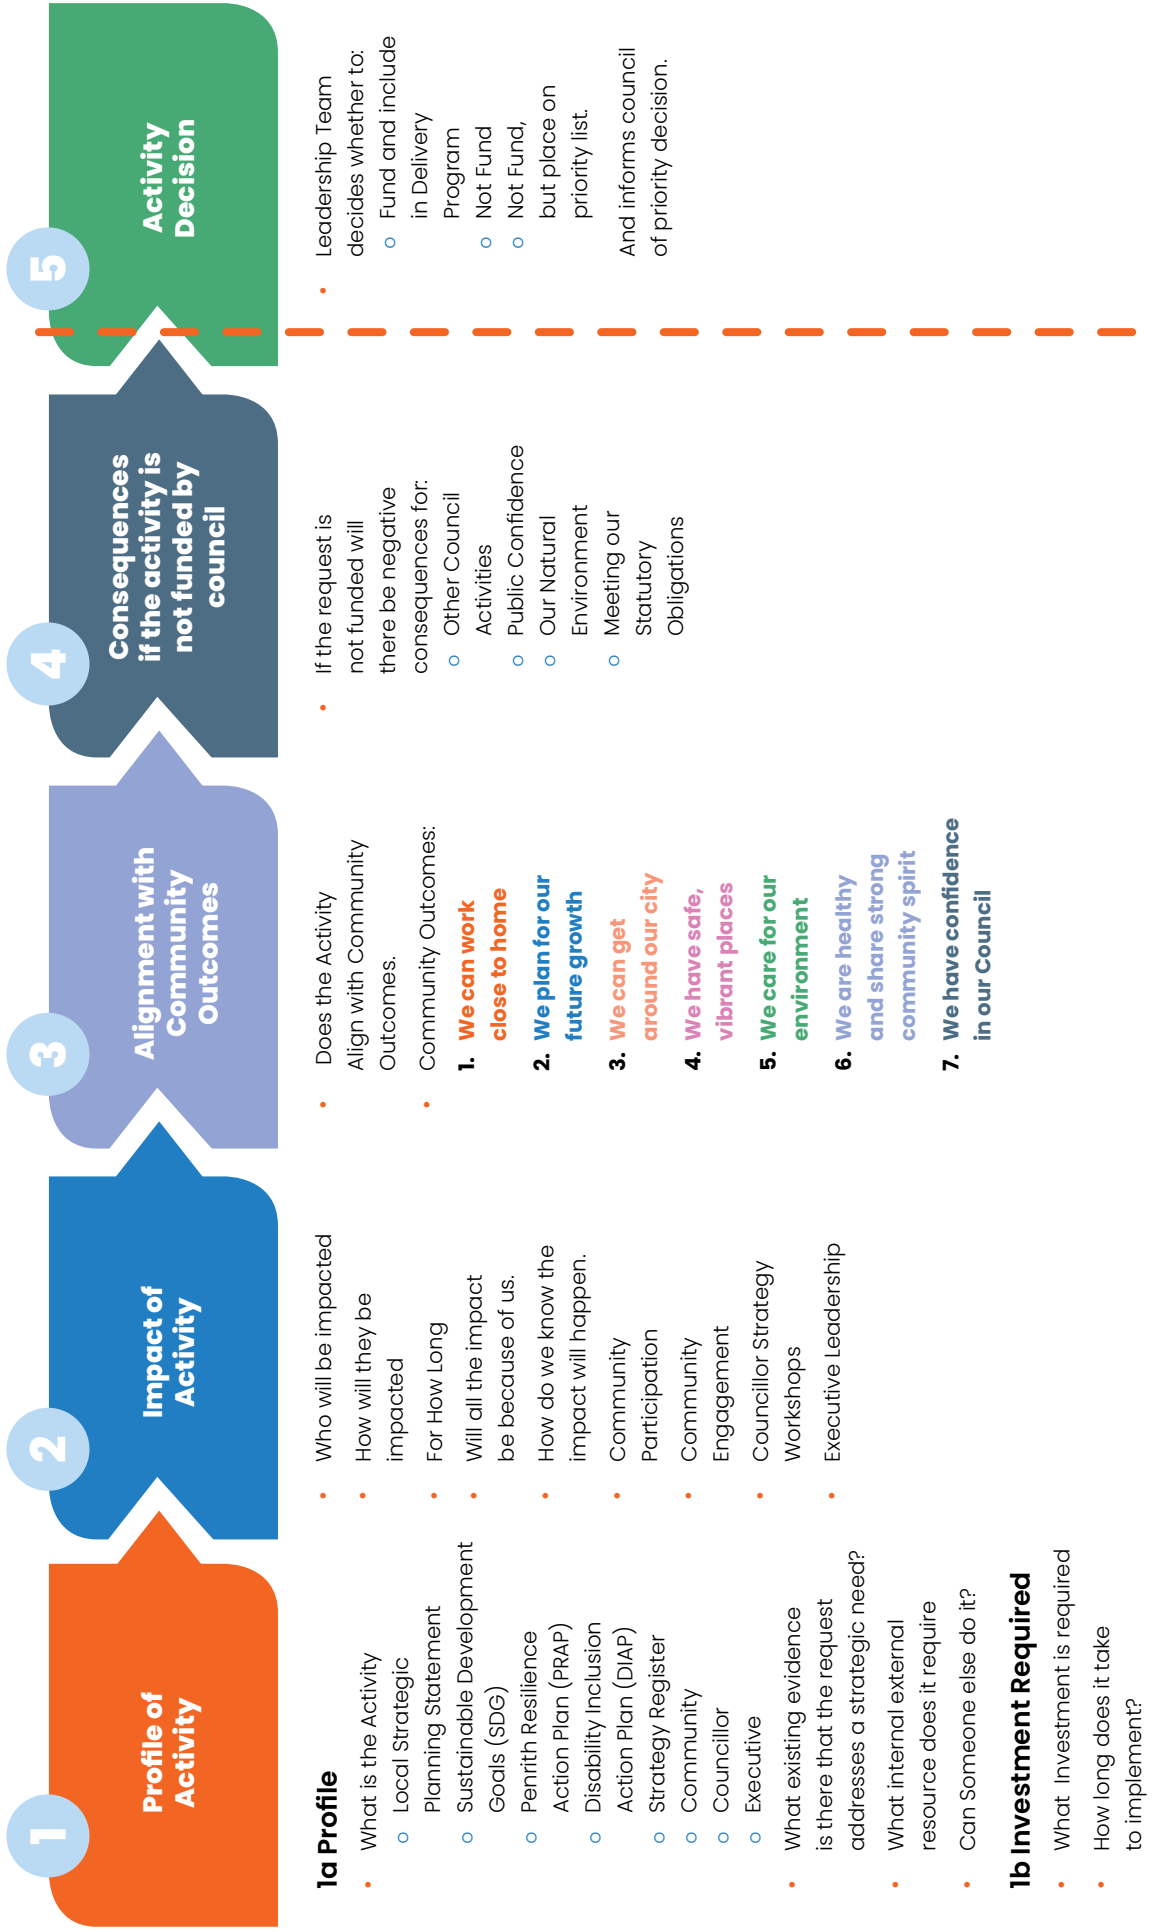 1
Profile of
Activity
1a Profile
• What is the Activity
○ Local Strategic
Planning Statement
○ Sustainable Development
Goals (SDG)
○ Penrith Resilience
Action Plan (PRAP)
○ Disability Inclusion
Action Plan (DIAP)
○ Strategy Register
○ Community
○ Councillor
○ Executive
• What existing evidence
is there that the request
addresses a strategic need?
• What internal external
resource does it require
• Can Someone else do it?
1b Investment Required
• What Investment is required
• How long does it take
to implement?
2
Impact of
Activity
• Who will be impacted
• How will they be
impacted
• For How Long
• Will all the impact
be because of us.
• How do we know the
impact will happen.
• Community
Participation
• Community
Engagement
• Councillor Strategy
Workshops
• Executive Leadership
3
Alignment with
Community
Outcomes
• Does the Activity
Align with Community
Outcomes.
• Community Outcomes:
1. We can work
close to home
2. We plan for our
future growth
3. We can get
around our city
4. We have safe,
vibrant places
5. We care for our
environment
6. We are healthy
and share strong
community spirit
7. We have confidence
in our Council
4
Consequences
if the activity is
not funded by
council
• If the request is
not funded will
there be negative
consequences for:
○ Other Council
Activities
○ Public Confidence
○ Our Natural
Environment
○ Meeting our
Statutory
Obligations
5
Activity
Decision
• Leadership Team
decides whether to:
○ Fund and include
in Delivery
Program
○ Not Fund
○ Not Fund,
but place on
priority list.
And informs council
of priority decision.